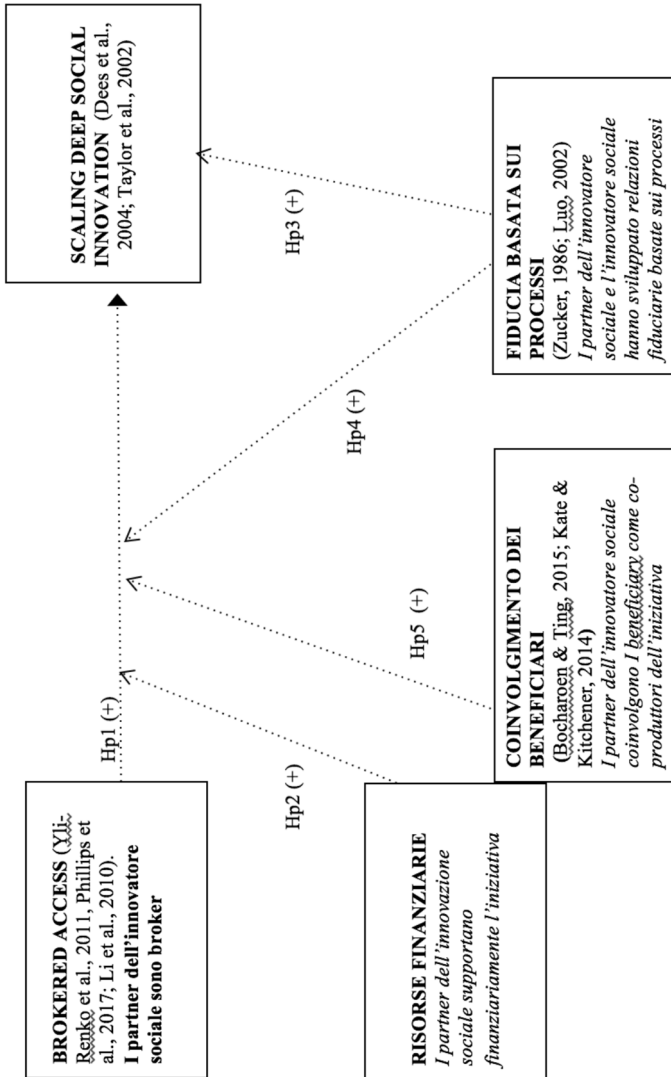 BROKERED ACCESS (Yli-
Renko et al., 2011, Phillips et
al., 2017; Li et al., 2010).
I partner dell'innovatore
sociale sono broker
Hp1 (+)
SCALING DEEP SOCIAL
INNOVATION (Dees et al.,
2004; Taylor et al., 2002)
Hp2 (+)
Hp5 (+)
Hp4 (+)
Hp3 (+)
RISORSE FINANZIARIE
I partner dell'innovazione
sociale supportano
finanziariamente l'iniziativa
COINVOLGIMENTO DEI
BENEFICIARI
(Bocharoen & Ting, 2015; Kate &
Kitchener, 2014)
I partner dell'innovatore sociale
coinvolgono I beneficiary come co-
produttori dell'iniziativa
FIDUCIA BASATA SUI
PROCESSI
(Zucker, 1986; Luo, 2002)
I partner dell'innovatore
sociale e l'innovatore sociale
hanno sviluppato relazioni
fiduciarie basate sui processi